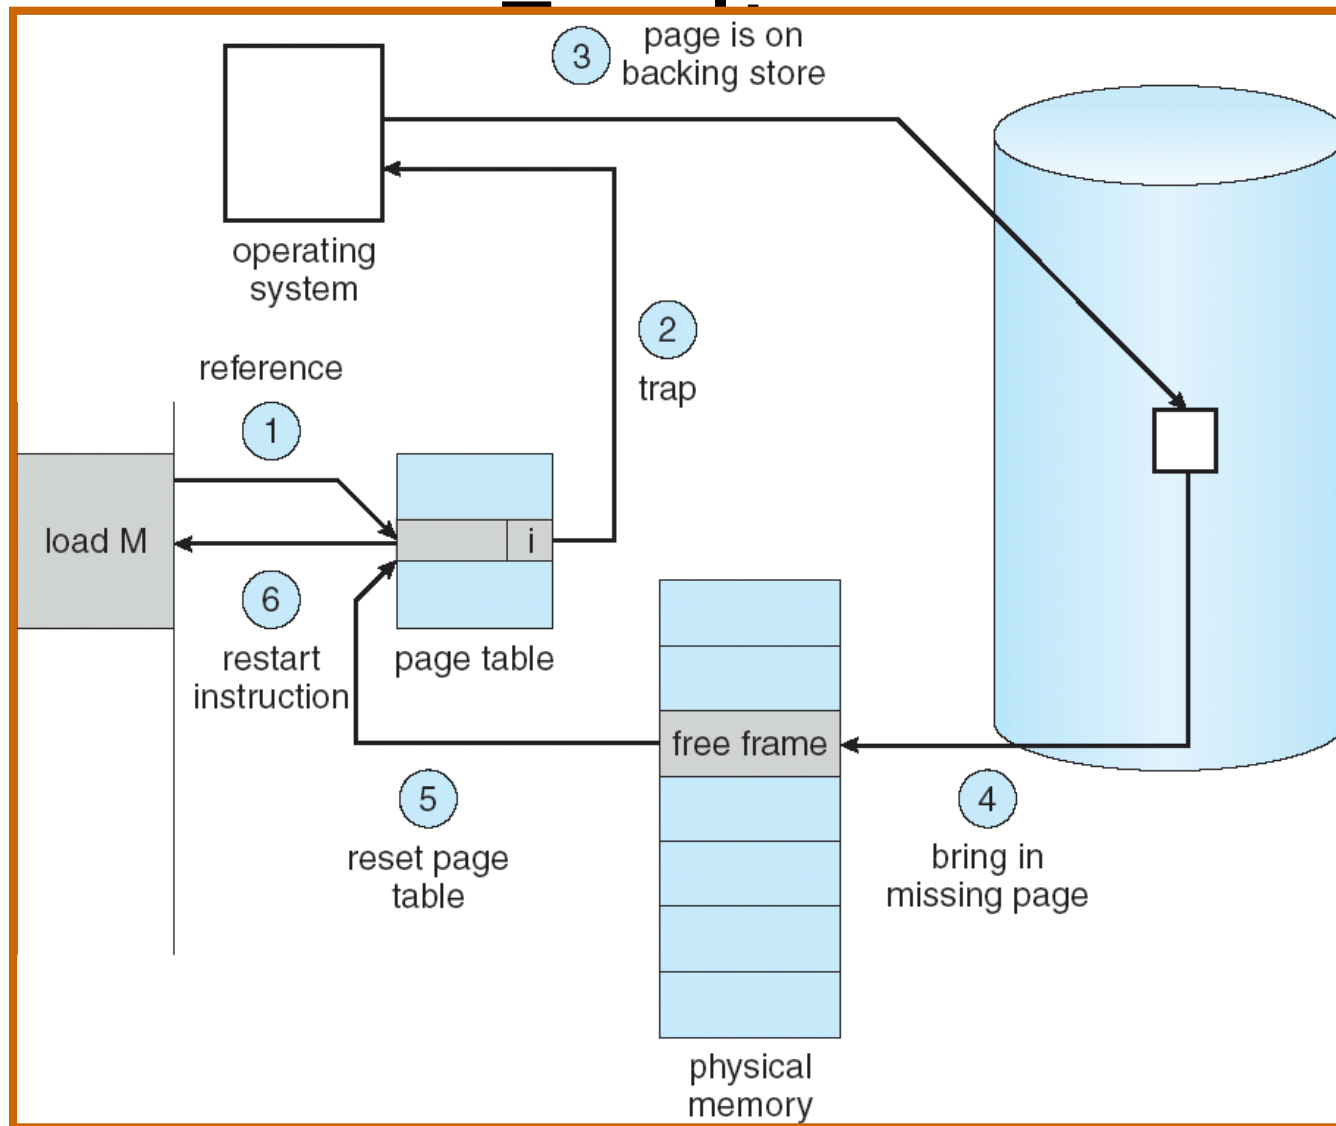 3
page is on
backing store
operating
system
2
trap
reference
1
load M
i
6
restart
instruction
page table
free frame
5
reset page
table
4
bring in
missing page
physical
memory